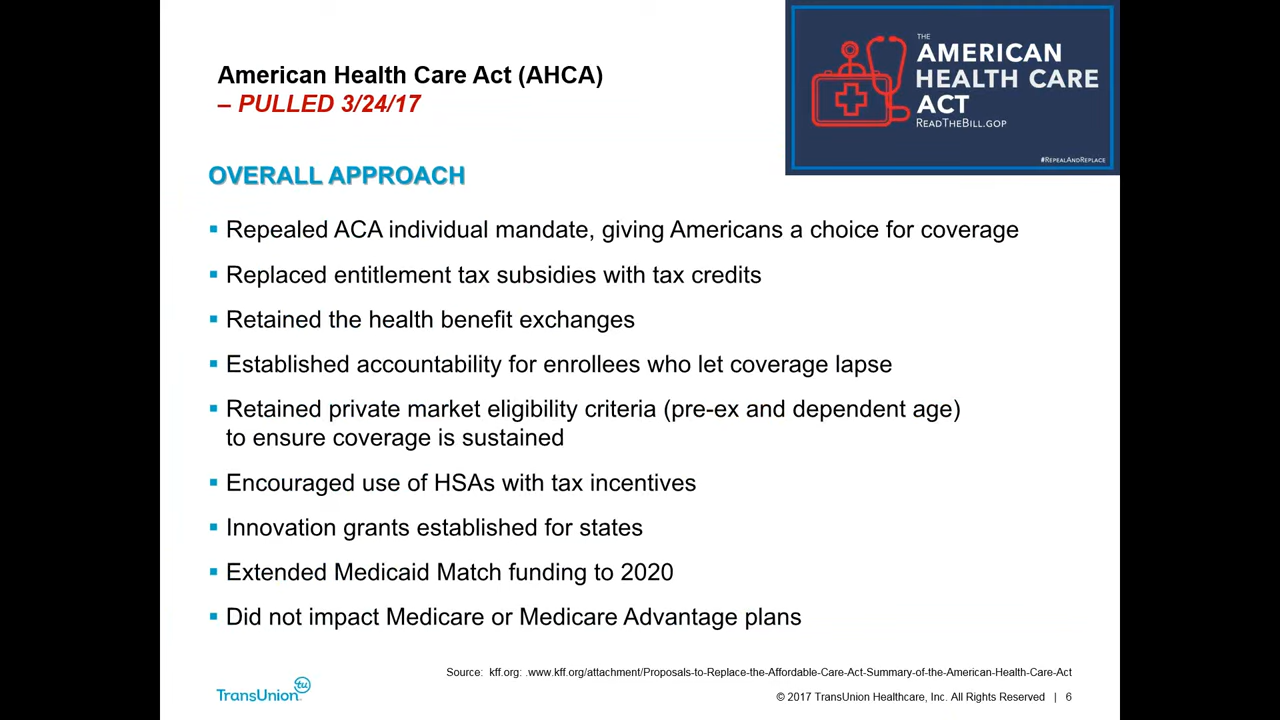 American Health Care Act (AHCA)
– PULLED 3/24/17
THE
AMERICAN
HEALTH CARE
ACT
READTHEBILL.GOP
#REPEALANDREPLACE
OVERALL APPROACH
▪ Repealed ACA individual mandate, giving Americans a choice for coverage
▪ Replaced entitlement tax subsidies with tax credits
▪ Retained the health benefit exchanges
▪ Established accountability for enrollees who let coverage lapse
▪ Retained private market eligibility criteria (pre-ex and dependent age)
to ensure coverage is sustained
▪ Encouraged use of HSAs with tax incentives
▪ Innovation grants established for states
▪ Extended Medicaid Match funding to 2020
▪ Did not impact Medicare or Medicare Advantage plans
Source: kff.org: .www.kff.org/attachment/Proposals-to-Replace-the-Affordable-Care-Act-Summary-of-the-American-Health-Care-Act
TransUnion tu
© 2017 TransUnion Healthcare, Inc. All Rights Reserved | 6